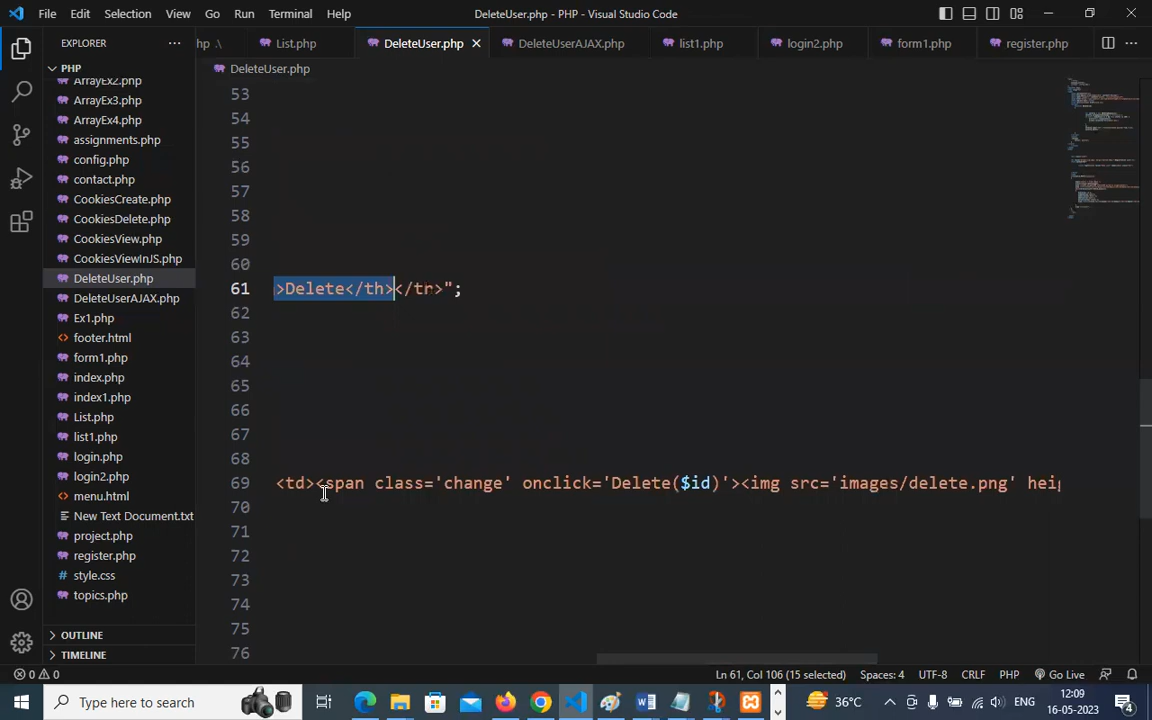 File Edit Selection View Go Run Terminal Help DeleteUser.php - PHP - Visual Studio Code
EXPLORER
hp .\ List.php DeleteUser.php DeleteUserAJAX.php list1.php login2.php form1.php register.php
PHP
DeleteUser.php
ArrayEx2.php
ArrayEx3.php
ArrayEx4.php
assignments.php
config.php
contact.php
CookiesCreate.php
CookiesDelete.php
CookiesView.php
CookiesViewInJS.php
DeleteUser.php
DeleteUserAJAX.php
Ex1.php
footer.html
form1.php
index.php
index1.php
List.php
list1.php
login.php
login2.php
menu.html
New Text Document.txt
project.php
register.php
style.css
topics.php
OUTLINE
TIMELINE
53
54
55
56
57
58
59
60
61 >Delete</th></tr>";
62
63
64
65
66
67
68
69 <td><span class='change' onclick='Delete($id)'><img src='images/delete.png' heig
70
71
72
73
74
75
76
0 0 Ln 61, Col 106 (15 selected) Spaces: 4 UTF-8 CRLF PHP Go Live
Type here to search 36°C ENG 12:09
16-05-2023 4